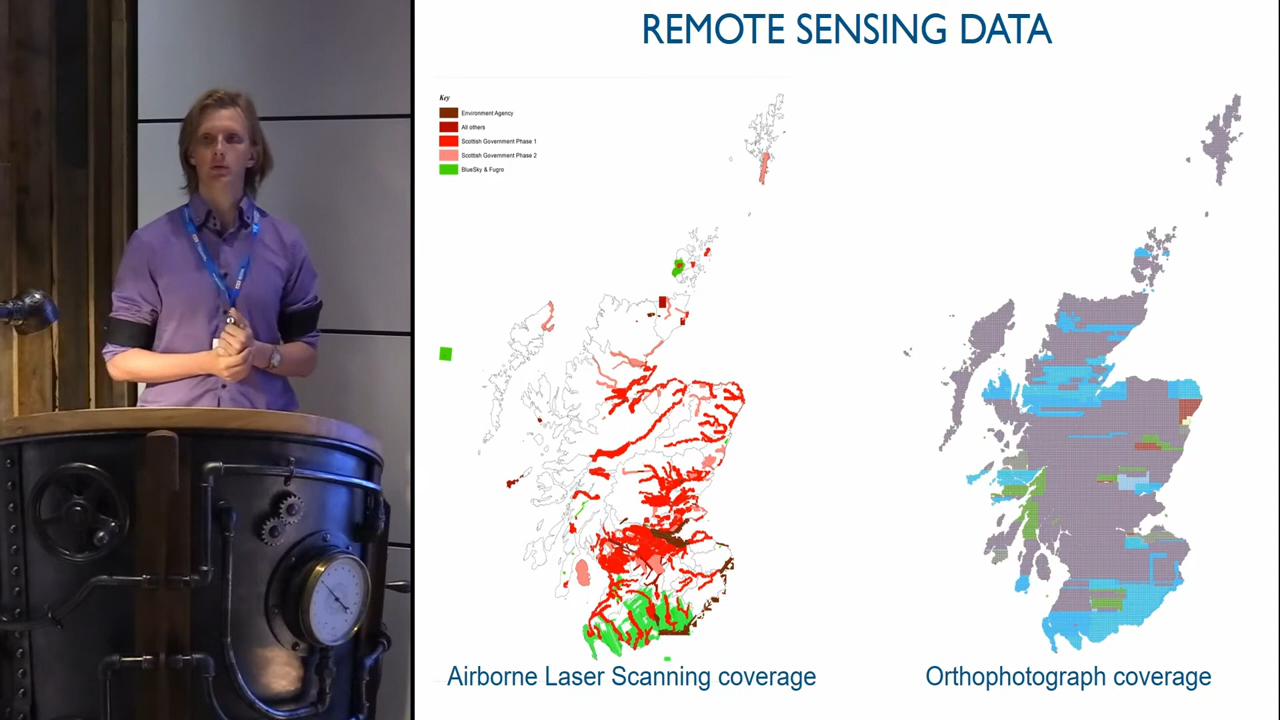 REMOTE SENSING DATA
Key
Environment Agency
All others
Scottish Government Phase 1
Scottish Government Phase 2
BlueSky & Fugro
Airborne Laser Scanning coverage
Orthophotograph coverage